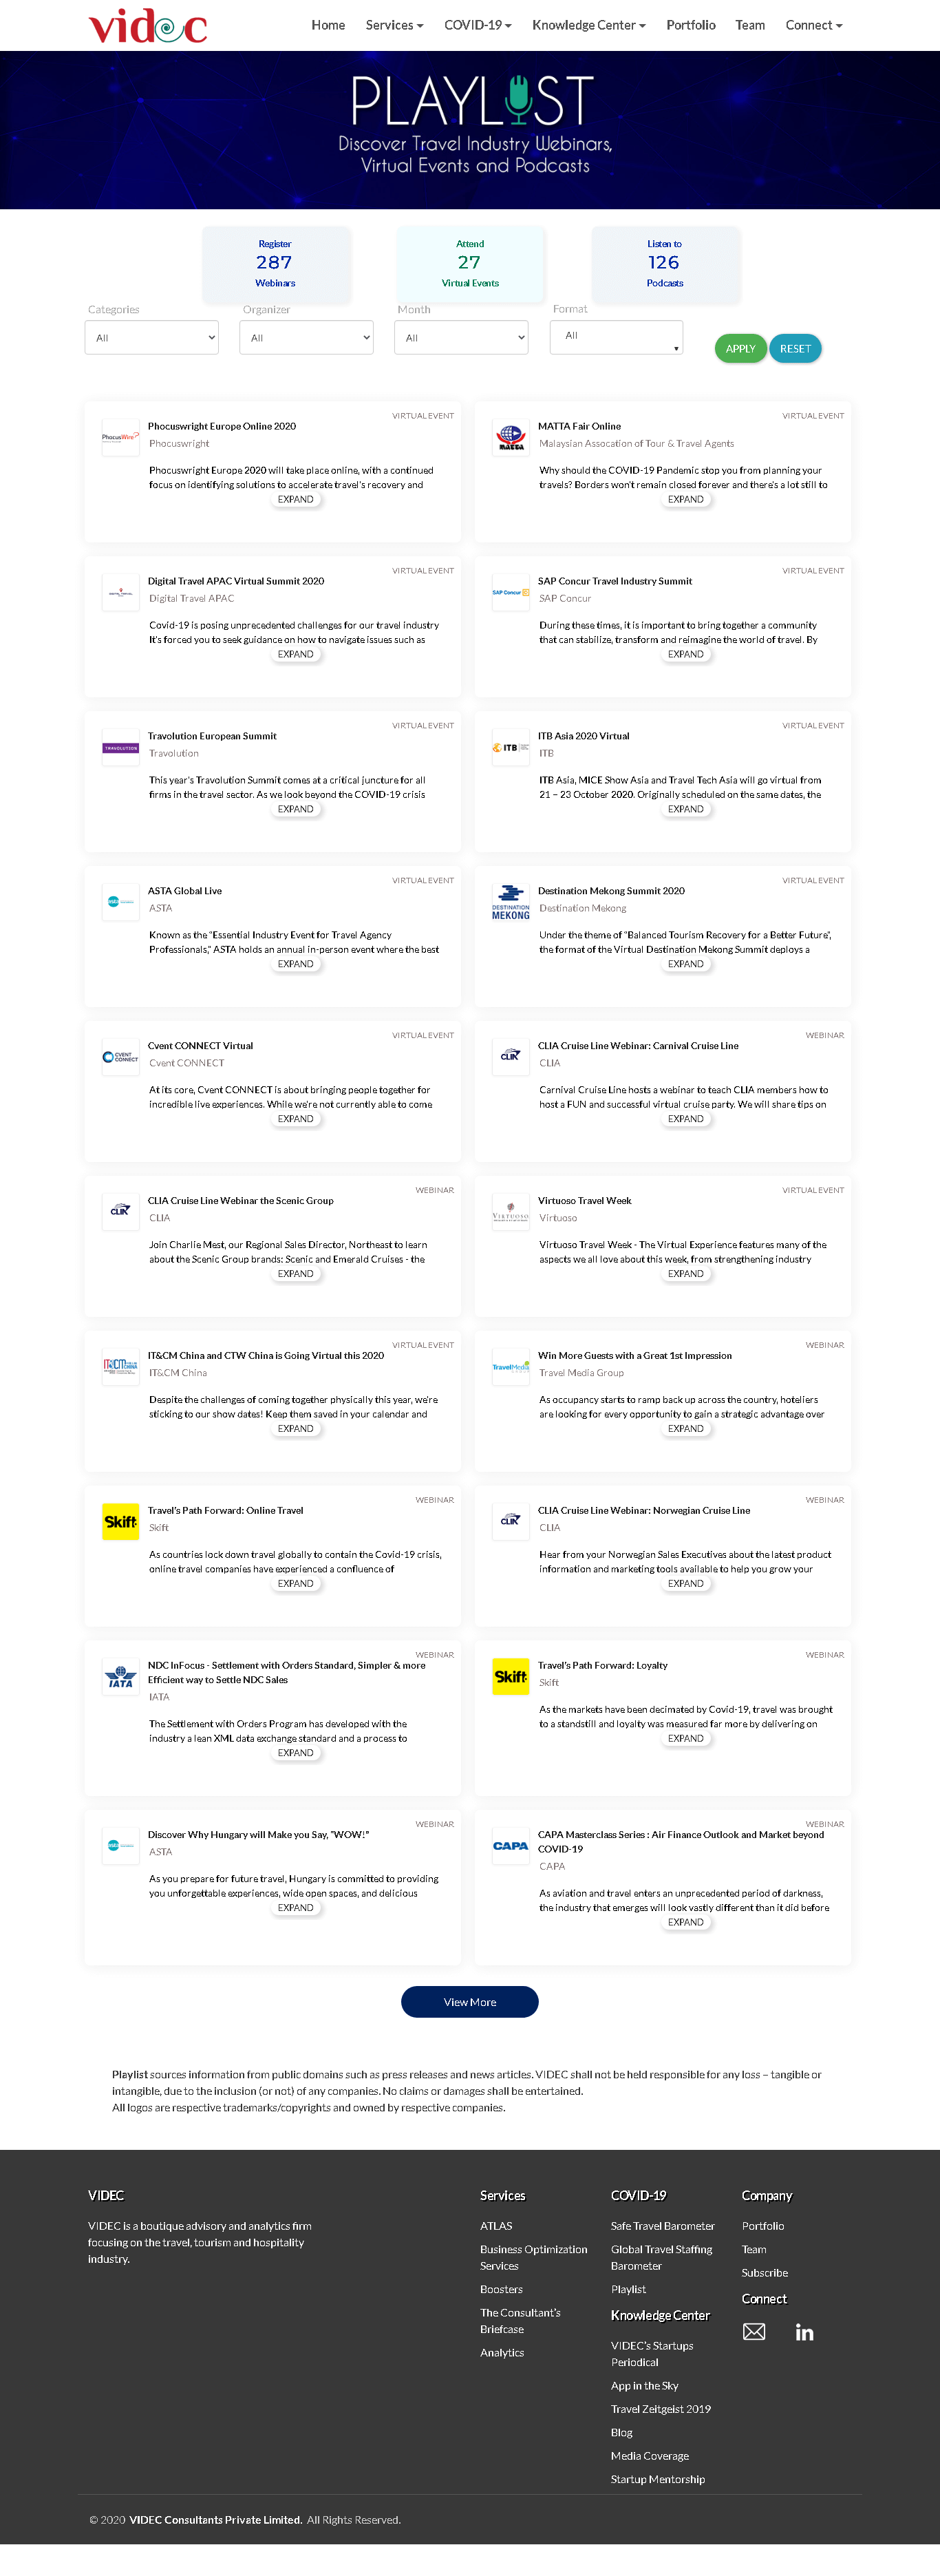 videc
Home Services COVID-19 Knowledge Center Portfolio Team Connect
PLAYLIST
Discover Travel Industry Webinars,
Virtual Events and Podcasts
Register
287
Webinars
Attend
27
Virtual Events
Listen to
126
Podcasts
Categories
All
Organizer
All
Month
All
Format
All
APPLY
RESET
VIRTUAL EVENT
Phocuswright Europe Online 2020
Phocuswright
Phocuswright Europe 2020 will take place online, with a continued
focus on identifying solutions to accelerate travel's recovery and
EXPAND
VIRTUAL EVENT
MATTA
MATTA Fair Online
Malaysian Assocation of Tour & Travel Agents
Why should the COVID-19 Pandemic stop you from planning your
travels? Borders won't remain closed forever and there's a lot still to
EXPAND
VIRTUAL EVENT
Digital Travel APAC Virtual Summit 2020
Digital Travel APAC
Covid-19 is posing unprecedented challenges for our travel industry
It's forced you to seek guidance on how to navigate issues such as
EXPAND
VIRTUAL EVENT
SAP Concur
SAP Concur Travel Industry Summit
SAP Concur
During these times, it is important to bring together a community
that can stabilize, transform and reimagine the world of travel. By
EXPAND
VIRTUAL EVENT
TRAVOLUTION
Travolution European Summit
Travolution
This year's Travolution Summit comes at a critical juncture for all
firms in the travel sector. As we look beyond the COVID-19 crisis
EXPAND
VIRTUAL EVENT
ITB
ITB Asia 2020 Virtual
ITB
ITB Asia, MICE Show Asia and Travel Tech Asia will go virtual from
21 – 23 October 2020. Originally scheduled on the same dates, the
EXPAND
VIRTUAL EVENT
ASTA Global Live
ASTA
Known as the "Essential Industry Event for Travel Agency
Professionals," ASTA holds an annual in-person event where the best
EXPAND
VIRTUAL EVENT
DESTINATION
MEKONG
Destination Mekong Summit 2020
Destination Mekong
Under the theme of "Balanced Tourism Recovery for a Better Future",
the format of the Virtual Destination Mekong Summit deploys a
EXPAND
VIRTUAL EVENT
CVENT
CONNECT
Cvent CONNECT Virtual
Cvent CONNECT
At its core, Cvent CONNECT is about bringing people together for
incredible live experiences. While we're not currently able to come
EXPAND
WEBINAR
CLIA
CLIA Cruise Line Webinar: Carnival Cruise Line
CLIA
Carnival Cruise Line hosts a webinar to teach CLIA members how to
host a FUN and successful virtual cruise party. We will share tips on
EXPAND
WEBINAR
CLIA
CLIA Cruise Line Webinar the Scenic Group
CLIA
Join Charlie Mest, our Regional Sales Director, Northeast to learn
about the Scenic Group brands: Scenic and Emerald Cruises - the
EXPAND
VIRTUAL EVENT
VIRTUOSO
Virtuoso Travel Week
Virtuoso
Virtuoso Travel Week - The Virtual Experience features many of the
aspects we all love about this week, from strengthening industry
EXPAND
VIRTUAL EVENT
IT&CM CHINA
IT&CM China and CTW China is Going Virtual this 2020
IT&CM China
Despite the challenges of coming together physically this year, we're
sticking to our show dates! Keep them saved in your calendar and
EXPAND
WEBINAR
TravelMedia
Win More Guests with a Great 1st Impression
Travel Media Group
As occupancy starts to ramp back up across the country, hoteliers
are looking for every opportunity to gain a strategic advantage over
EXPAND
WEBINAR
Skift:
Travel's Path Forward: Online Travel
Skift
As countries lock down travel globally to contain the Covid-19 crisis,
online travel companies have experienced a confluence of
EXPAND
WEBINAR
CLIA
CLIA Cruise Line Webinar: Norwegian Cruise Line
CLIA
Hear from your Norwegian Sales Executives about the latest product
information and marketing tools available to help you grow your
EXPAND
WEBINAR
IATA
NDC InFocus - Settlement with Orders Standard, Simpler & more
Efficient way to Settle NDC Sales
IATA
The Settlement with Orders Program has developed with the
industry a lean XML data exchange standard and a process to
EXPAND
WEBINAR
Skift:
Travel's Path Forward: Loyalty
Skift
As the markets have been decimated by Covid-19, travel was brought
to a standstill and loyalty was measured far more by delivering on
EXPAND
WEBINAR
Discover Why Hungary will Make you Say, "WOW!"
ASTA
As you prepare for future travel, Hungary is committed to providing
you unforgettable experiences, wide open spaces, and delicious
EXPAND
WEBINAR
CAPA
CAPA Masterclass Series : Air Finance Outlook and Market beyond
COVID-19
CAPA
As aviation and travel enters an unprecedented period of darkness,
the industry that emerges will look vastly different than it did before
EXPAND
View More
Playlist sources information from public domains such as press releases and news articles. VIDEC shall not be held responsible for any loss – tangible or
intangible, due to the inclusion (or not) of any companies. No claims or damages shall be entertained.
All logos are respective trademarks/copyrights and owned by respective companies.
VIDEC
VIDEC is a boutique advisory and analytics firm
focusing on the travel, tourism and hospitality
industry.
Services
ATLAS
Business Optimization
Services
Boosters
The Consultant's
Briefcase
Analytics
COVID-19
Safe Travel Barometer
Global Travel Staffing
Barometer
Playlist
Knowledge Center
VIDEC's Startups
Periodical
App in the Sky
Travel Zeitgeist 2019
Blog
Media Coverage
Startup Mentorship
Company
Portfolio
Team
Subscribe
Connect
in
© 2020 VIDEC Consultants Private Limited. All Rights Reserved.